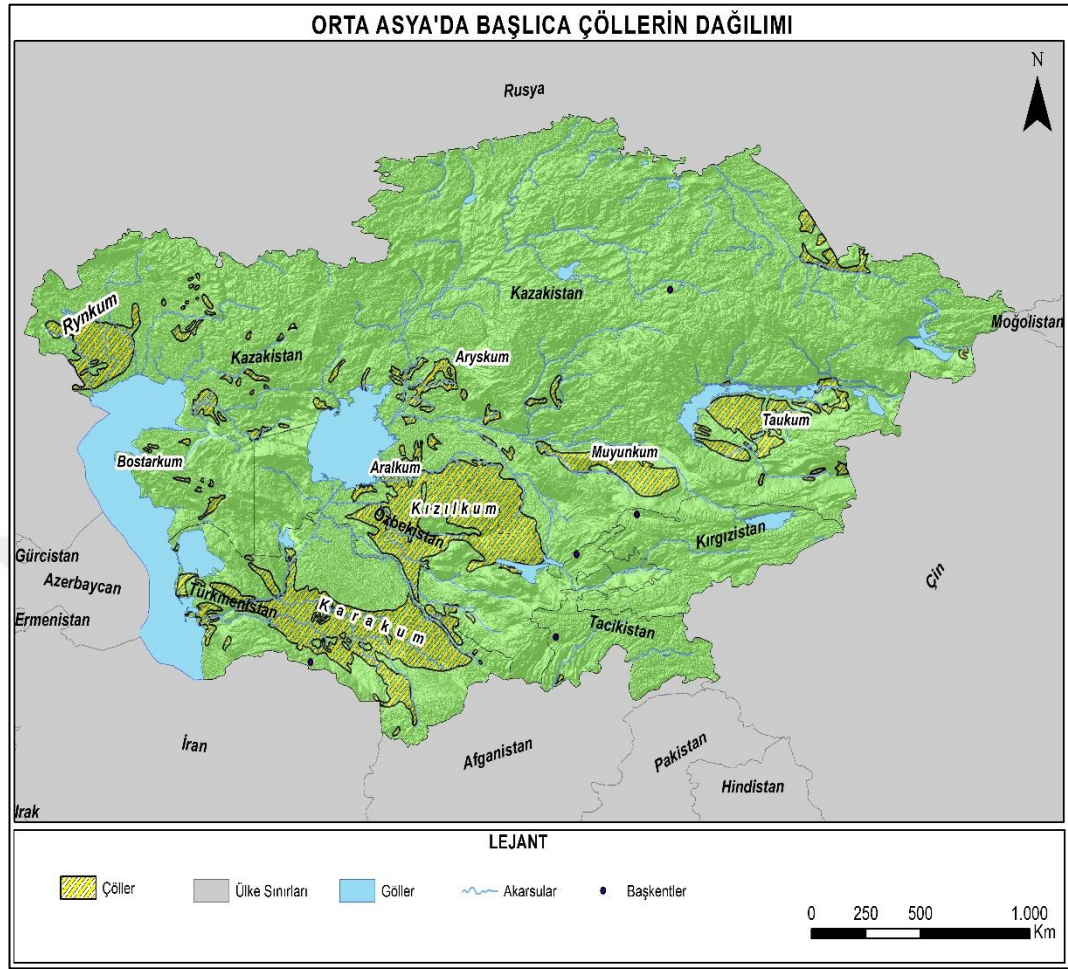 ORTA ASYA'DA BAŞLICA ÇÖLLERİN DAĞILIMI
N
Rusya
Kazakistan
Moğolistan
Rynkum
Kazakistan
Aryskum
Taukum
Bostarkum
Aralkum
Muyunkum
Kızılkum
Özbekistan
Kırgızistan
Gürcistan
Azerbaycan
Çin
Türkmenistan
Karakum
Ermenistan
Tacikistan
İran
Afganistan
Pakistan
Hindistan
Irak
LEJANT
Çöller
Ülke Sınırları
Göller
Akarsular
Başkentler
0 250 500 1.000
Km